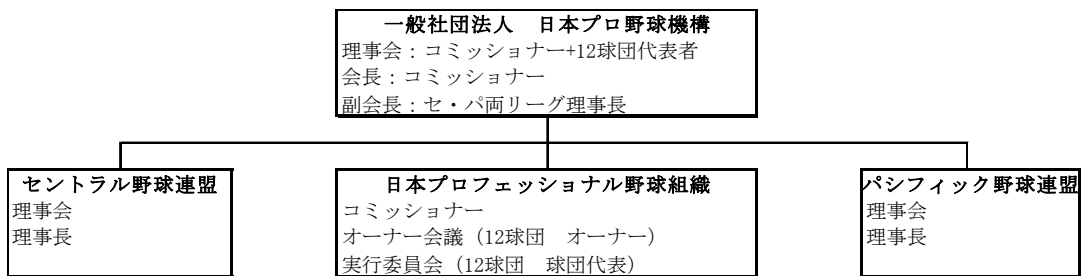 一般社団法人　日本プロ野球機構
理事会：コミッショナー+12球団代表者
会長：コミッショナー
副会長：セ・パ両リーグ理事長
セントラル野球連盟
理事会
理事長
日本プロフェッショナル野球組織
コミッショナー
オーナー会議（12球団　オーナー）
実行委員会（12球団　球団代表）
パシフィック野球連盟
理事会
理事長